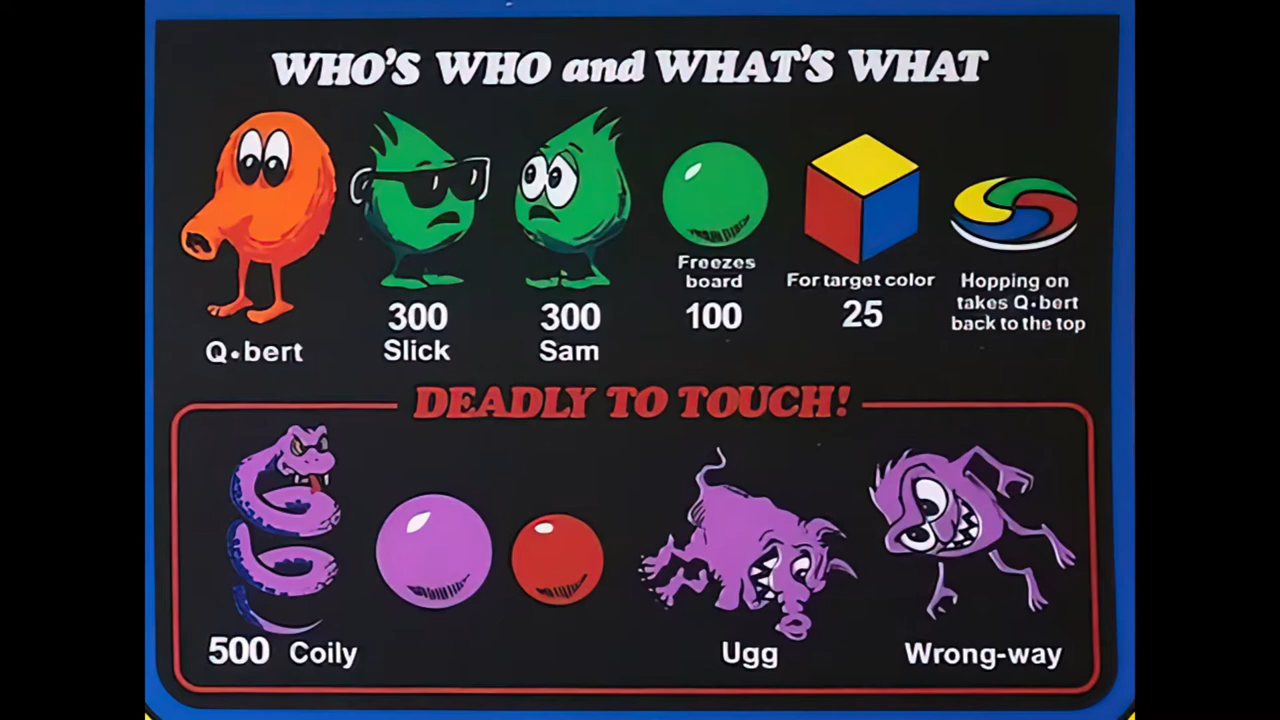 WHO'S WHO and WHAT'S WHAT
Q•bert
300
Slick
300
Sam
Freezes
board
100
For target color
25
Hopping on
takes Q•bert
back to the top
DEADLY TO TOUCH!
500 Coily
Ugg
Wrong-way